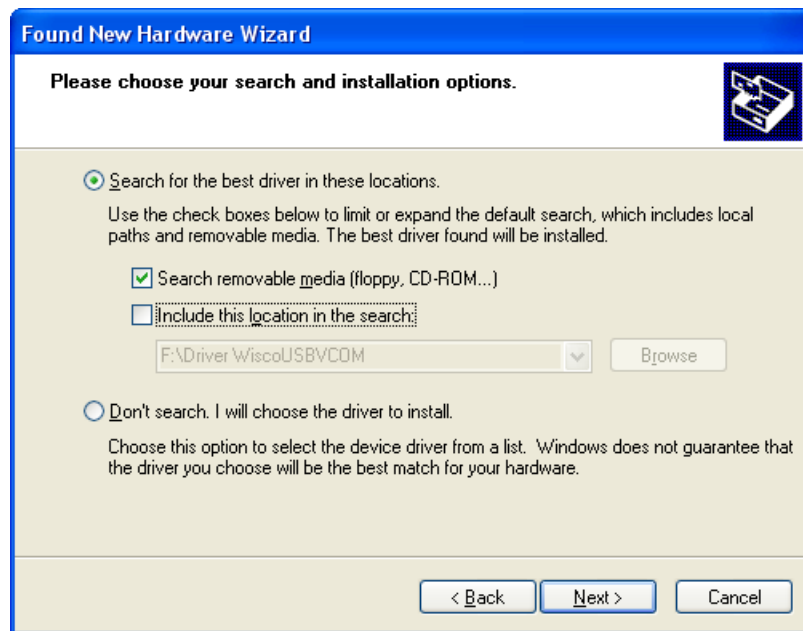 Found New Hardware Wizard
Please choose your search and installation options.
Search for the best driver in these locations.
Use the check boxes below to limit or expand the default search, which includes local
paths and removable media. The best driver found will be installed.
Search removable media (floppy, CD-ROM...)
Include this location in the search:
F:\Driver WiscoUSBVCOM
Browse
Don't search. I will choose the driver to install.
Choose this option to select the device driver from a list. Windows does not guarantee that
the driver you choose will be the best match for your hardware.
< Back
Next >
Cancel